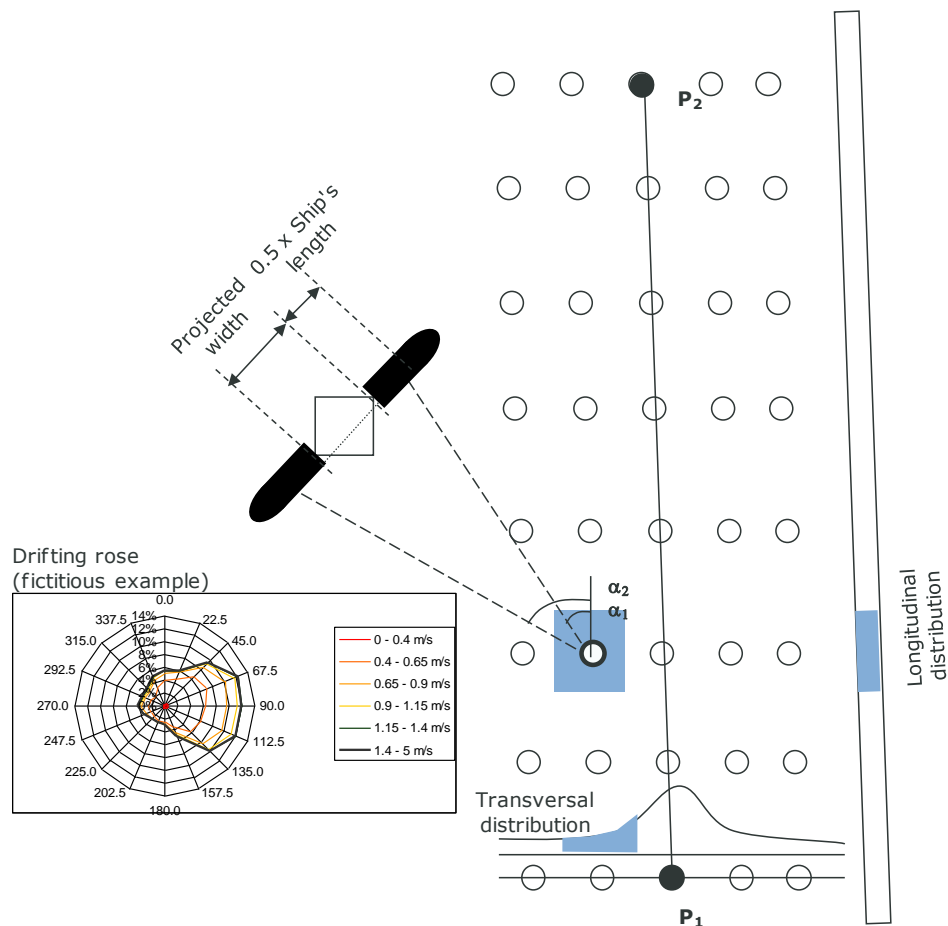 P2
Projected 0.5 x Ship's
width length
Drifting rose
(fictitious example)
0.0
22.5
45.0
67.5
90.0
112.5
135.0
157.5
180.0
202.5
225.0
247.5
270.0
292.5
315.0
337.5
14%
12%
10%
8%
6%
4%
2%
0%
0 - 0.4 m/s
0.4 - 0.65 m/s
0.65 - 0.9 m/s
0.9 - 1.15 m/s
1.15 - 1.4 m/s
1.4 - 5 m/s
α2
α1
Longitudinal
distribution
Transversal
distribution
P1